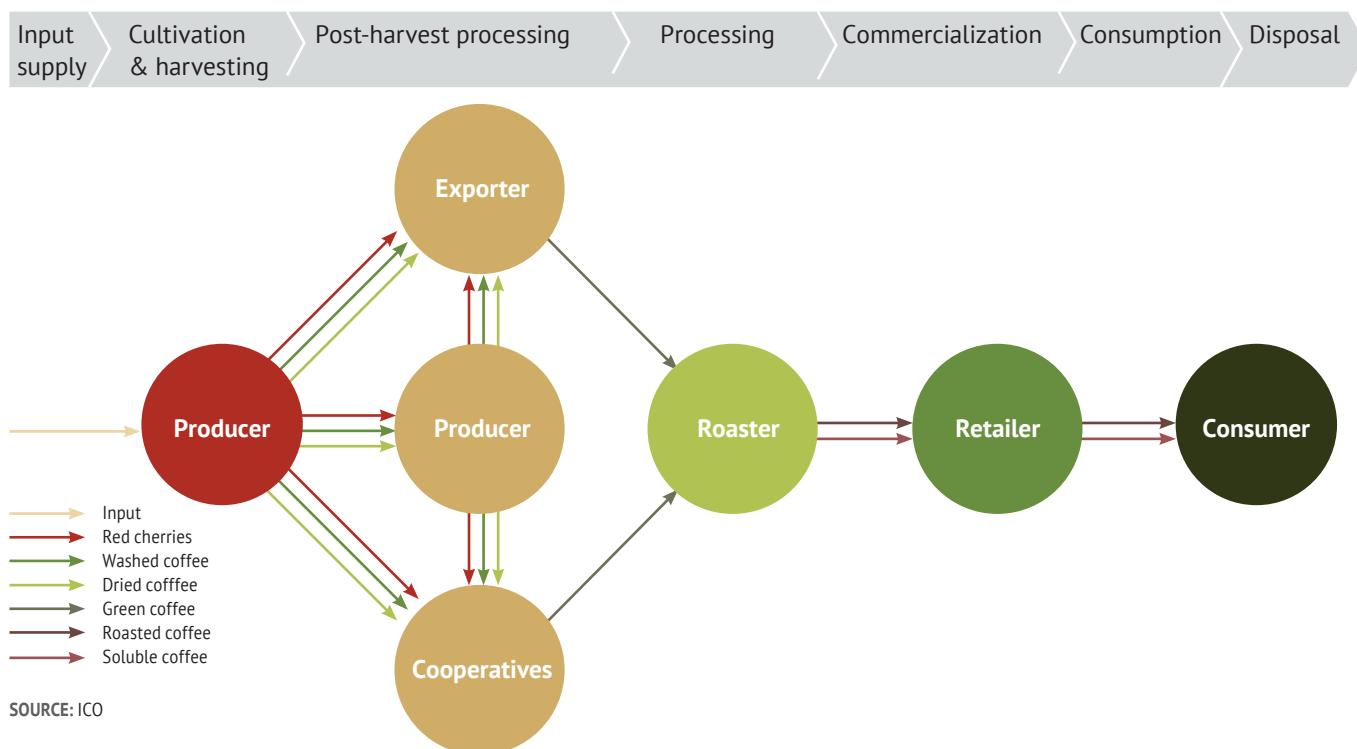 Input
supply
Cultivation
& harvesting
Post-harvest processing
Processing
Commercialization
Consumption
Disposal
Exporter
Producer
Producer
Roaster
Retailer
Consumer
Cooperatives
Input
Red cherries
Washed coffee
Dried cofffee
Green coffee
Roasted coffee
Soluble coffee
SOURCE: ICO